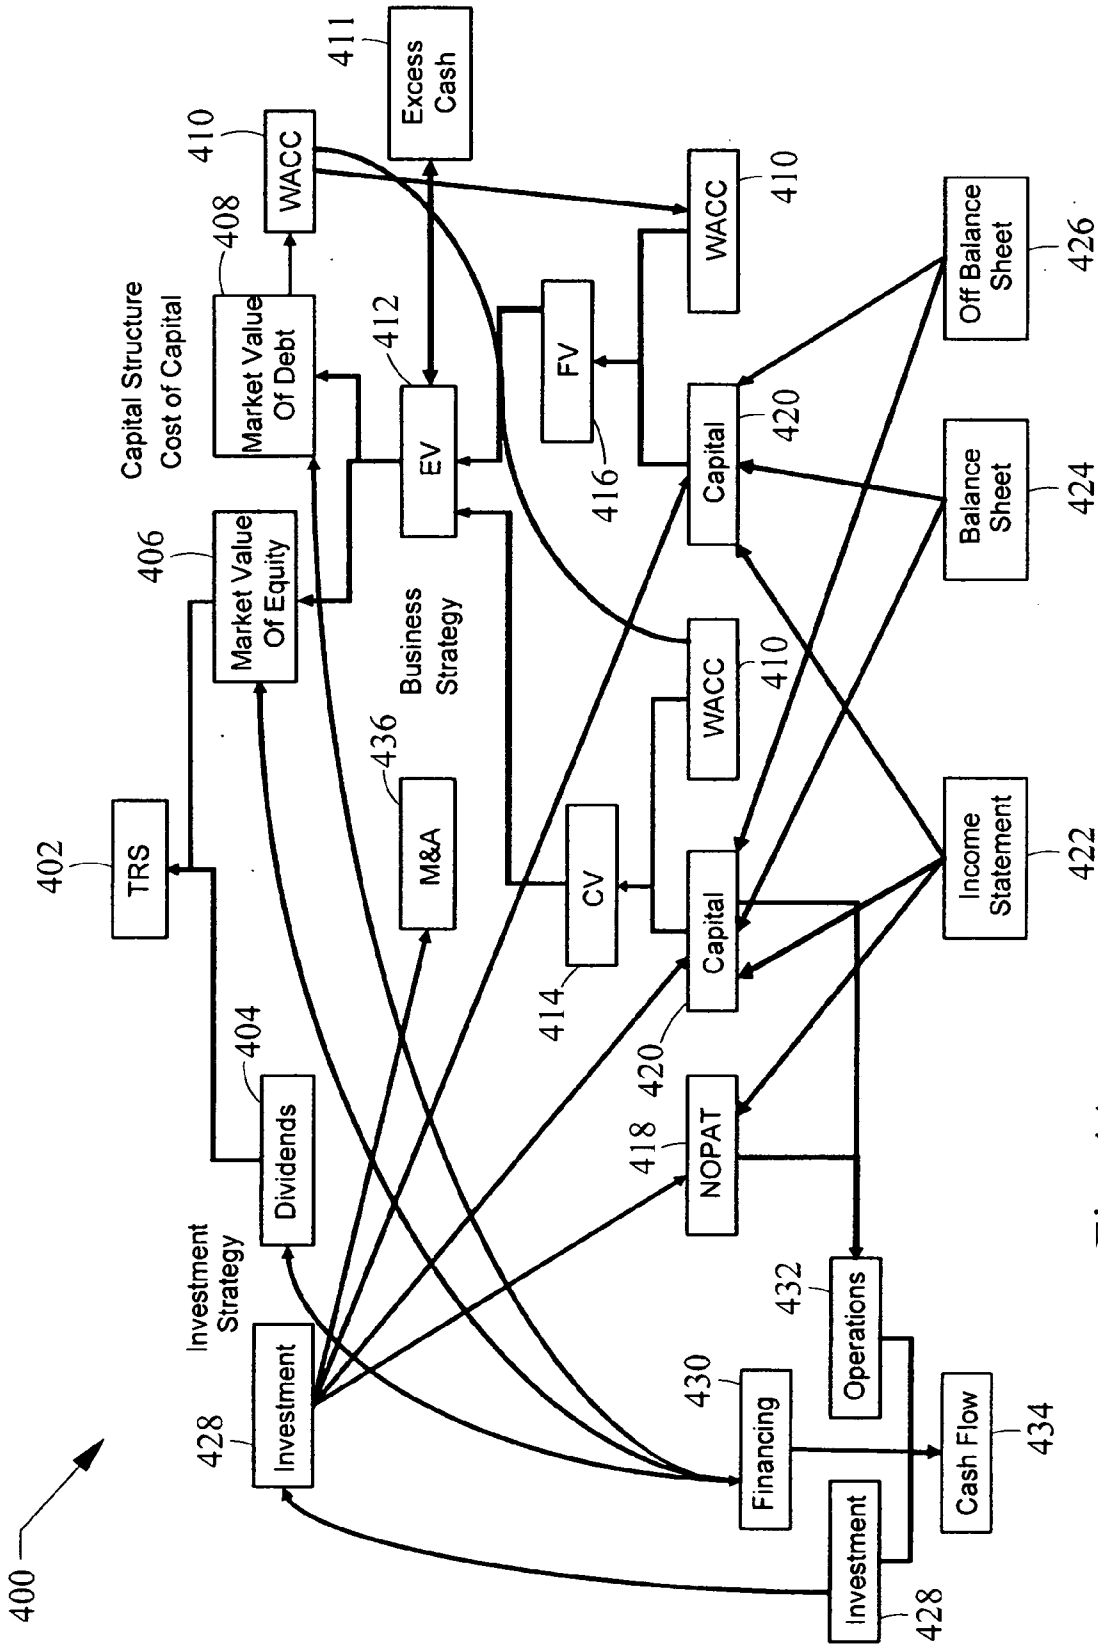 400
402
TRS
Capital Structure
Cost of Capital
406
408
410
411
Investment
Strategy
404
428
Investment
Dividends
Market Value
Of Equity
Market Value
Of Debt
WACC
Excess
Cash
412
436
M&A
Business
Strategy
EV
414
CV
416
FV
418
420
NOPAT
Capital
WACC
410
Capital
420
WACC
410
430
Financing
432
Operations
Investment
428
Cash Flow
434
Income
Statement
422
Balance
Sheet
424
Off Balance
Sheet
426